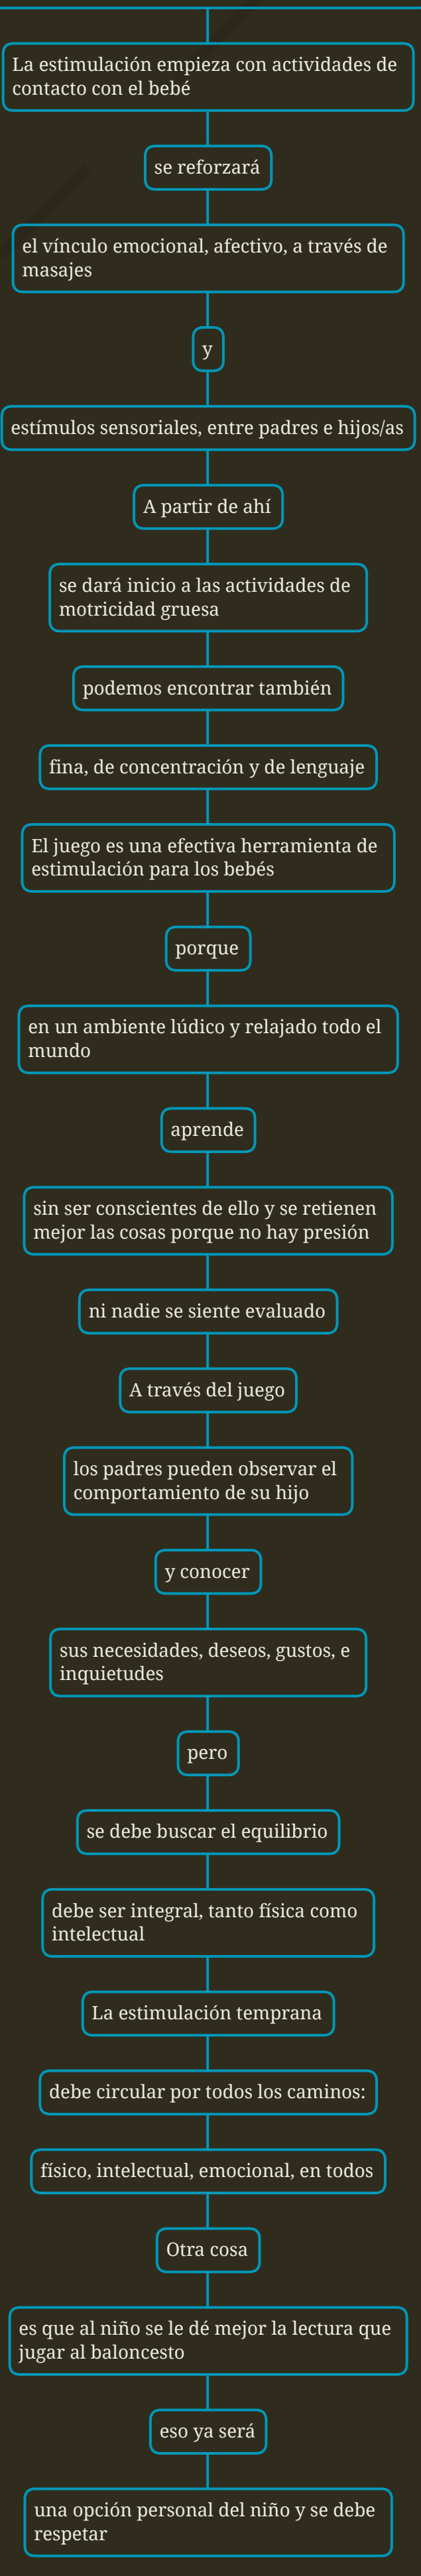 La estimulación empieza con actividades de
contacto con el bebé
se reforzará
el vínculo emocional, afectivo, a través de
masajes
y
estímulos sensoriales, entre padres e hijos/as
A partir de ahí
se dará inicio a las actividades de
motricidad gruesa
podemos encontrar también
fina, de concentración y de lenguaje
El juego es una efectiva herramienta de
estimulación para los bebés
porque
en un ambiente lúdico y relajado todo el
mundo
aprende
sin ser conscientes de ello y se retienen
mejor las cosas porque no hay presión
ni nadie se siente evaluado
A través del juego
los padres pueden observar el
comportamiento de su hijo
y conocer
sus necesidades, deseos, gustos, e
inquietudes
pero
se debe buscar el equilibrio
debe ser integral, tanto física como
intelectual
La estimulación temprana
debe circular por todos los caminos:
físico, intelectual, emocional, en todos
Otra cosa
es que al niño se le dé mejor la lectura que
jugar al baloncesto
eso ya será
una opción personal del niño y se debe
respetar